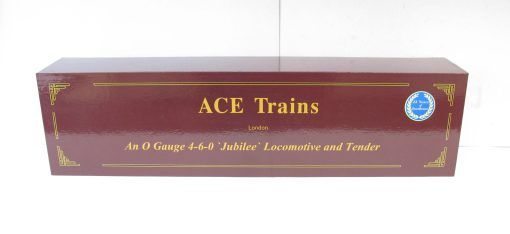 ACE Trains
London
An O Gauge 4-6-0 `Jubilee` Locomotive and Tender